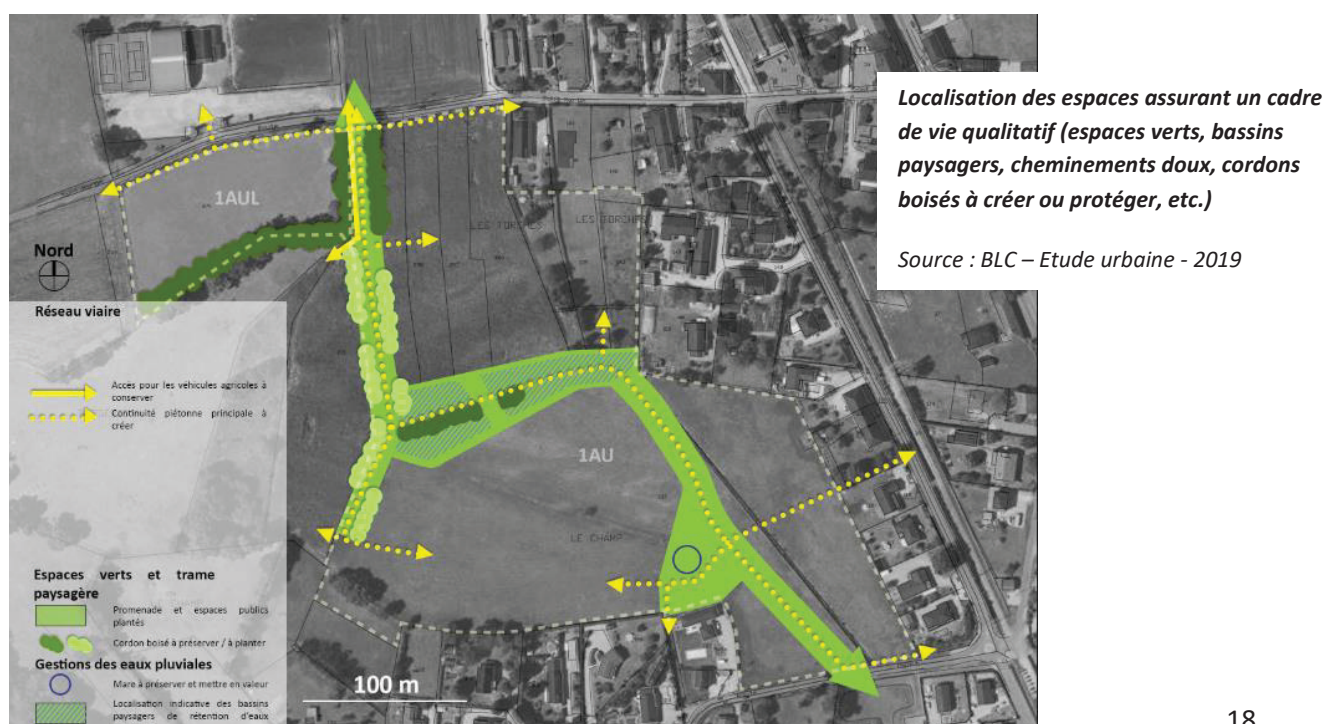 Localisation des espaces assurant un cadre
de vie qualitatif (espaces verts, bassins
paysagers, cheminements doux, cordons
boisés à créer ou protéger, etc.)
Source : BLC – Etude urbaine - 2019
1AUL
LES TORCHES
LES TORCHES
Nord
Réseau viaire
Accès pour les véhicules agricoles à
conserver
Continuité piétonne principale à
créer
1AU
LE CHAMP
Espaces verts et trame
paysagère
Promenade et espaces publics
plantés
Cordon boisé à préserver / à planter
Gestions des eaux pluviales
Mare à préserver et mettre en valeur
Localisation indicative des bassins
paysagers de rétention d'eaux
100 m
18